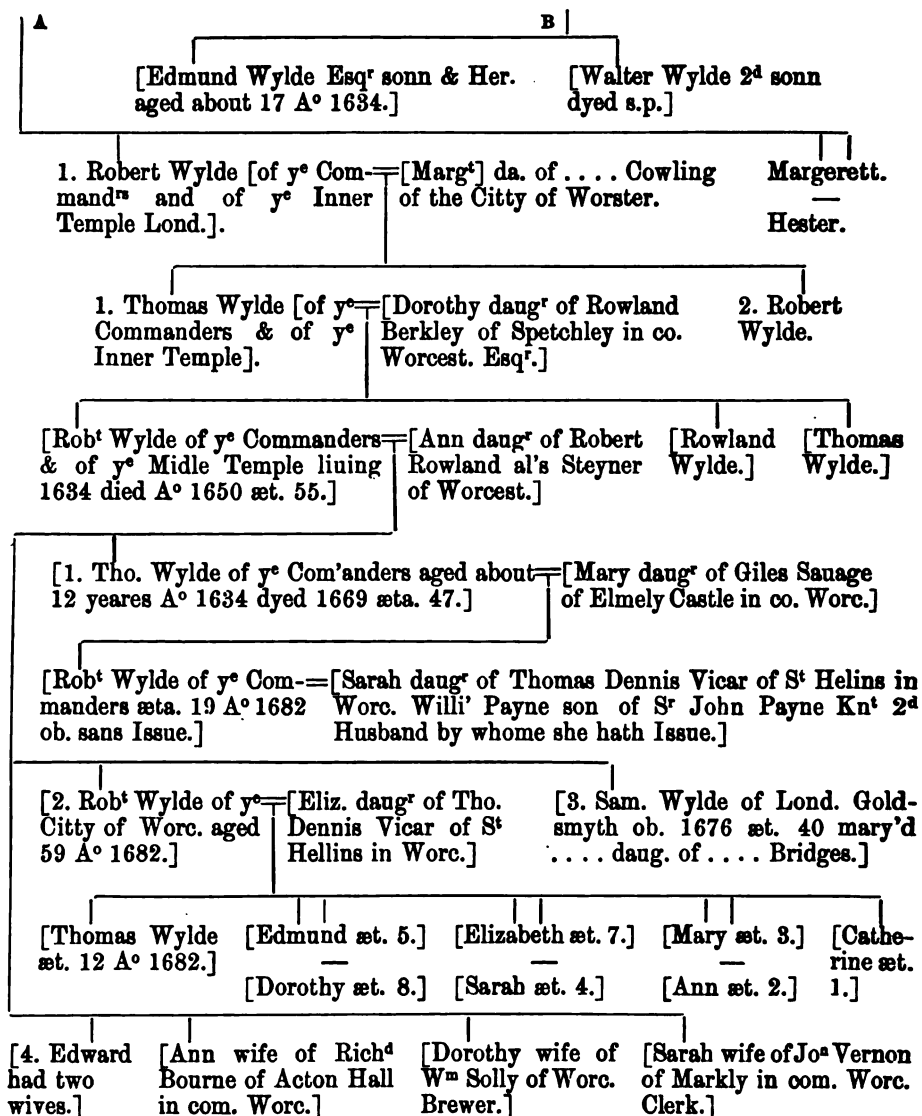 A B
[Edmund Wylde Esqʳ sonn & Her.
aged about 17 Aᵒ 1634.]
[Walter Wylde 2ᵈ sonn
dyed s.p.]
1. Robert Wylde [of yᵉ Com-
mandʳˢ and of yᵉ Inner
Temple Lond.].
[Margᵗ] da. of .... Cowling
of the Citty of Worster.
Margerett.
—
Hester.
1. Thomas Wylde [of yᵉ
Commanders & of yᵉ
Inner Temple].
[Dorothy daugʳ of Rowland
Berkley of Spetchley in co.
Worcest. Esqʳ.]
2. Robert
Wylde.
[Robᵗ Wylde of yᵉ Commanders
& of yᵉ Midle Temple liuing
1634 died Aᵒ 1650 æt. 55.]
[Ann daugʳ of Robert
Rowland al's Steyner
of Worcest.]
[Rowland
Wylde.]
[Thomas
Wylde.]
[1. Tho. Wylde of yᵉ Com'anders aged about
12 yeares Aᵒ 1634 dyed 1669 æta. 47.]
[Mary daugʳ of Giles Sauage
of Elmely Castle in co. Worc.]
[Robᵗ Wylde of yᵉ Com-
manders æta. 19 Aᵒ 1682
ob. sans Issue.]
[Sarah daugʳ of Thomas Dennis Vicar of Sᵗ Helins in
Worc. Willi' Payne son of Sʳ John Payne Knᵗ 2ᵈ
Husband by whome she hath Issue.]
[2. Robᵗ Wylde of yᵉ
Citty of Worc. aged
59 Aᵒ 1682.]
[Eliz. daugʳ of Tho.
Dennis Vicar of Sᵗ
Hellins in Worc.]
[3. Sam. Wylde of Lond. Gold-
smyth ob. 1676 æt. 40 mary'd
.... daug. of .... Bridges.]
[Thomas Wylde
æt. 12 Aᵒ 1682.]
[Edmund æt. 5.]
—
[Dorothy æt. 8.]
[Elizabeth æt. 7.]
—
[Sarah æt. 4.]
[Mary æt. 3.]
—
[Ann æt. 2.]
[Cathe-
rine æt.
1.]
[4. Edward
had two
wives.]
[Ann wife of Richᵈ
Bourne of Acton Hall
in com. Worc.]
[Dorothy wife of
Wᵐ Solly of Worc.
Brewer.]
[Sarah wife of Joⁿ Vernon
of Markly in com. Worc.
Clerk.]